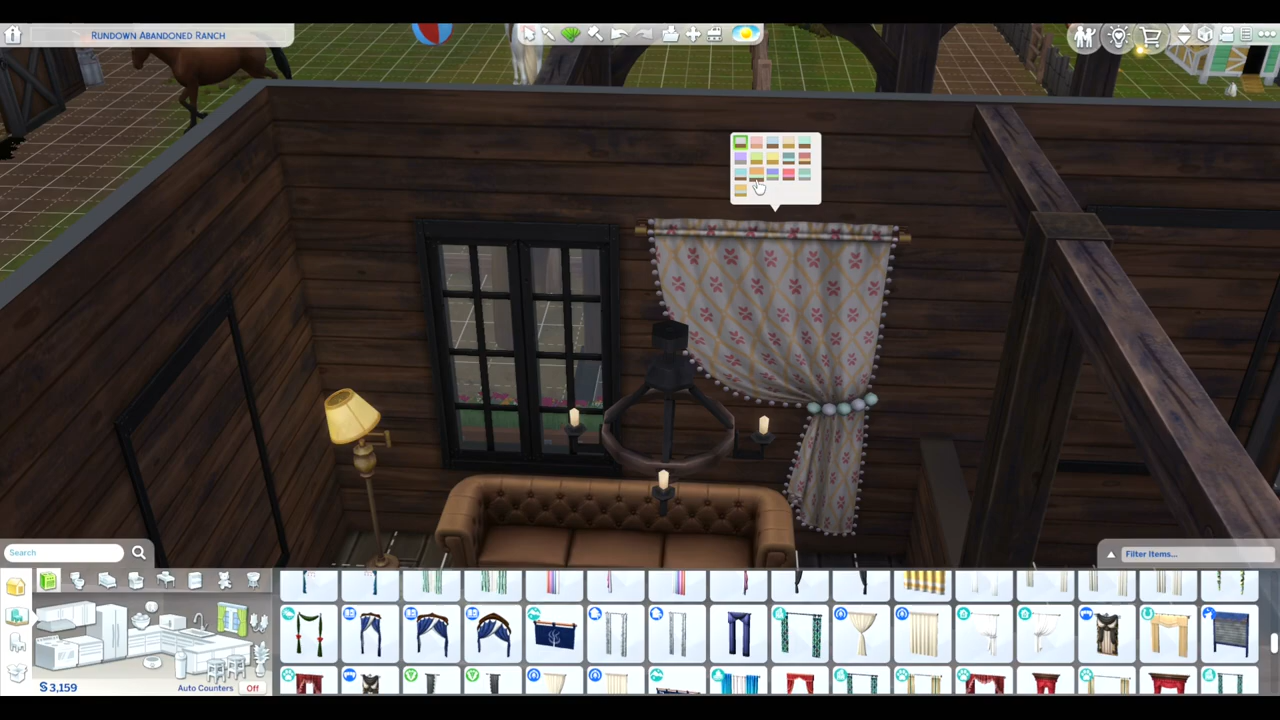 RUNDOWN ABANDONED RANCH
Search
Filter Items...
§3,159
Auto Counters
Off